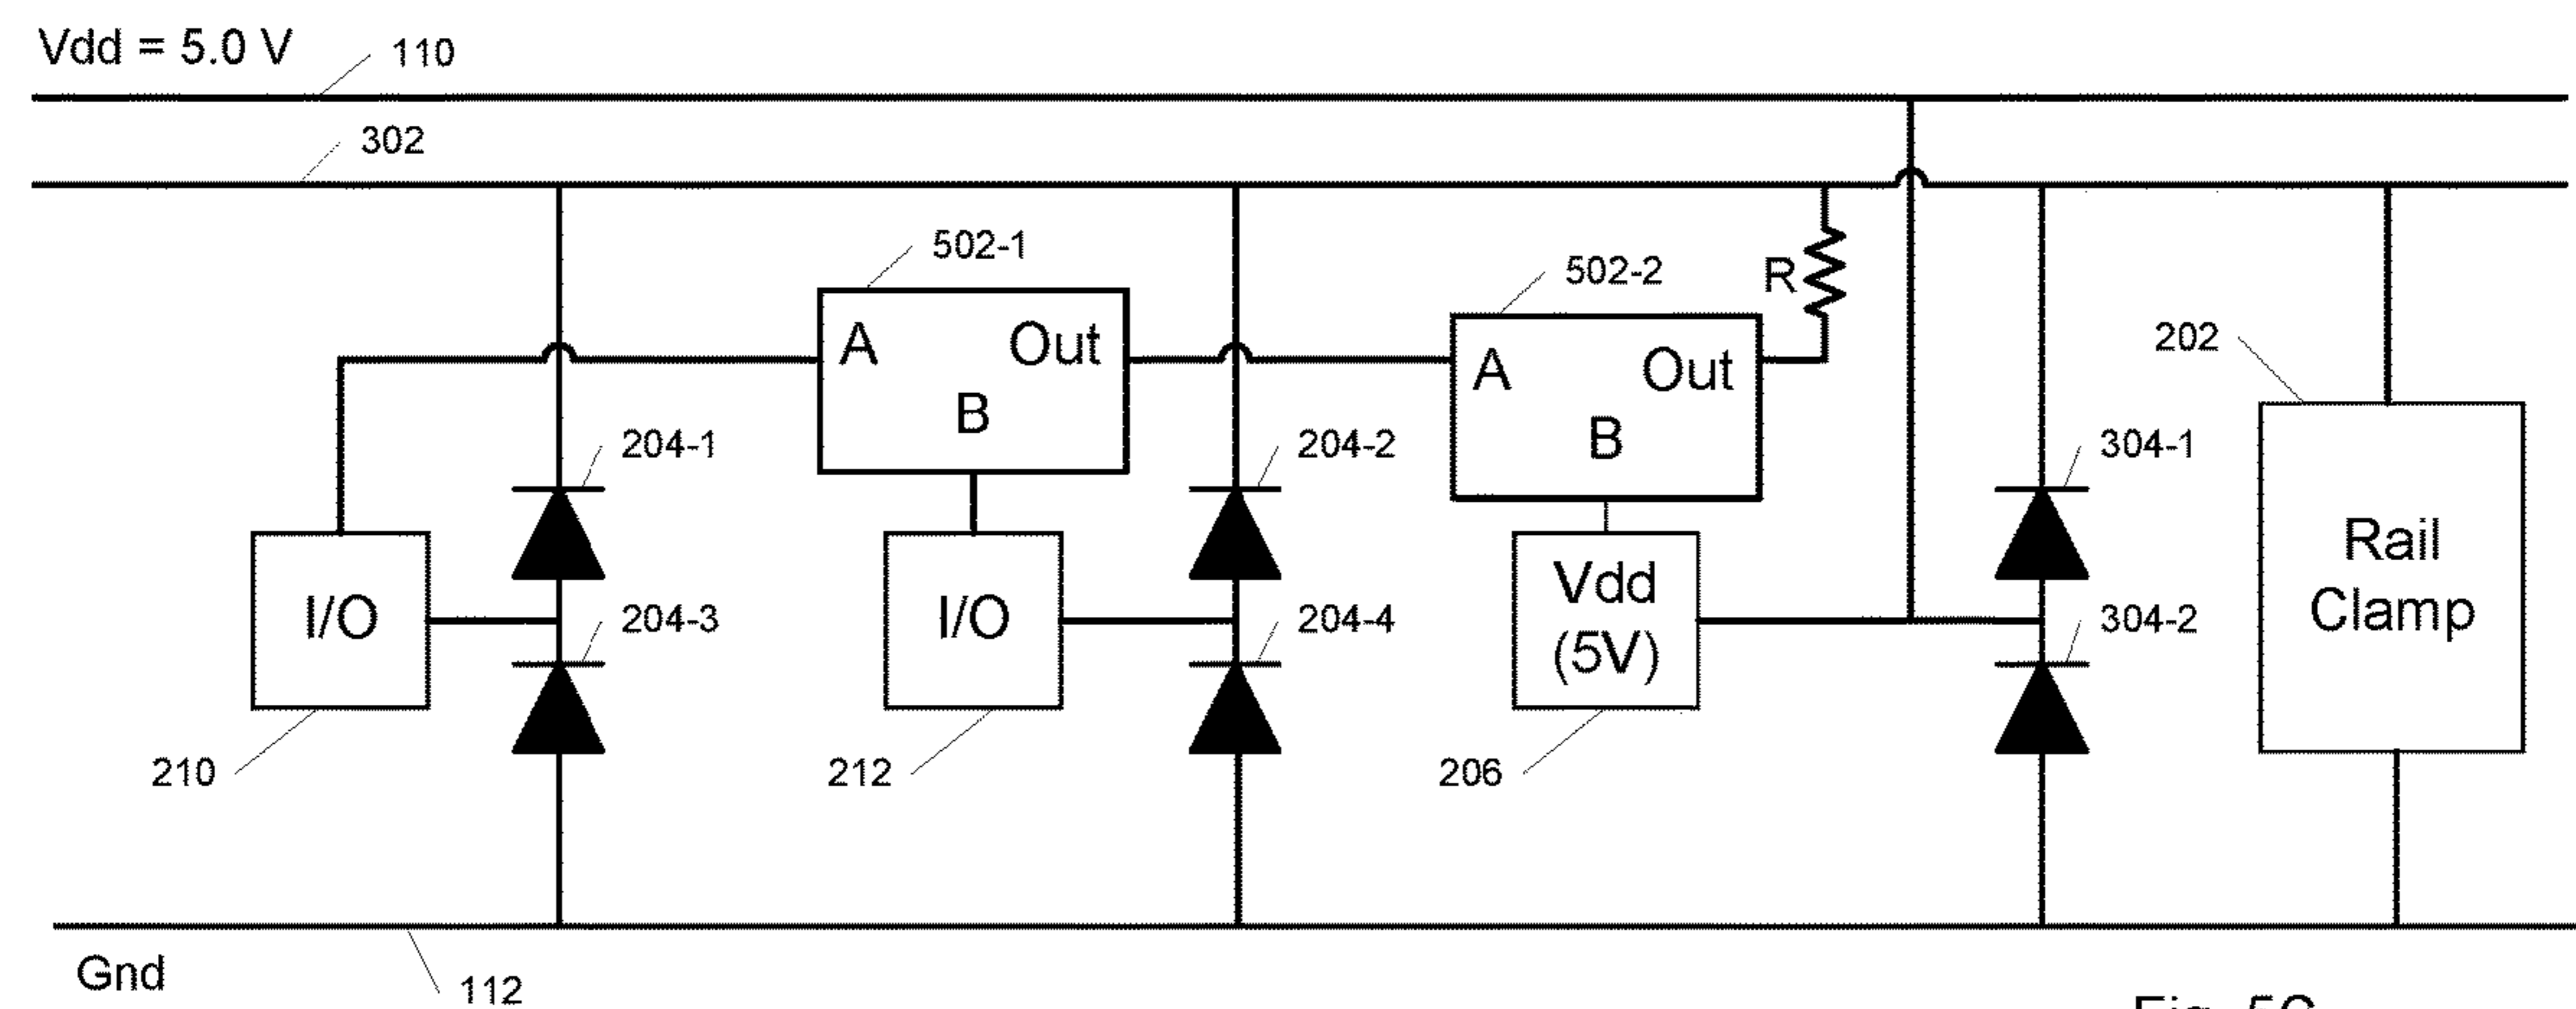 Vdd = 5.0 V
110
302
502-1
502-2
R
A
Out
B
A
Out
B
202
204-1
204-2
304-1
Rail
Clamp
I/O
204-3
I/O
204-4
Vdd
(5V)
304-2
210
212
206
Gnd
112